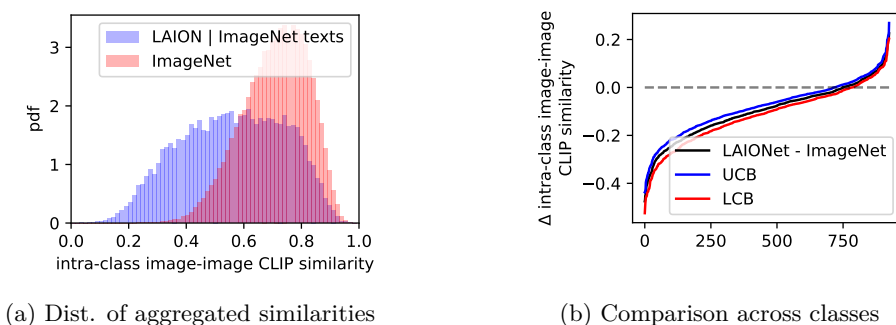 3
2
1
0
pdf
LAION | ImageNet texts
ImageNet
0.0 0.2 0.4 0.6 0.8 1.0
intra-class image-image CLIP similarity
(a) Dist. of aggregated similarities
0.2
0.0
−0.2
−0.4
Δ intra-class image-image
CLIP similarity
LAIONet - ImageNet
UCB
LCB
0 250 500 750
(b) Comparison across classes